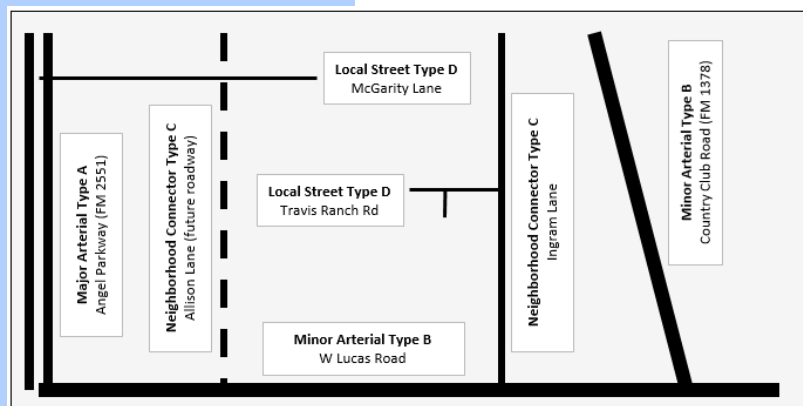 Local Street Type D
McGarity Lane
Major Arterial Type A
Angel Parkway (FM 2551)
Neighborhood Connector Type C
Allison Lane (future roadway)
Local Street Type D
Travis Ranch Rd
Neighborhood Connector Type C
Ingram Lane
Minor Arterial Type B
Country Club Road (FM 1378)
Minor Arterial Type B
W Lucas Road